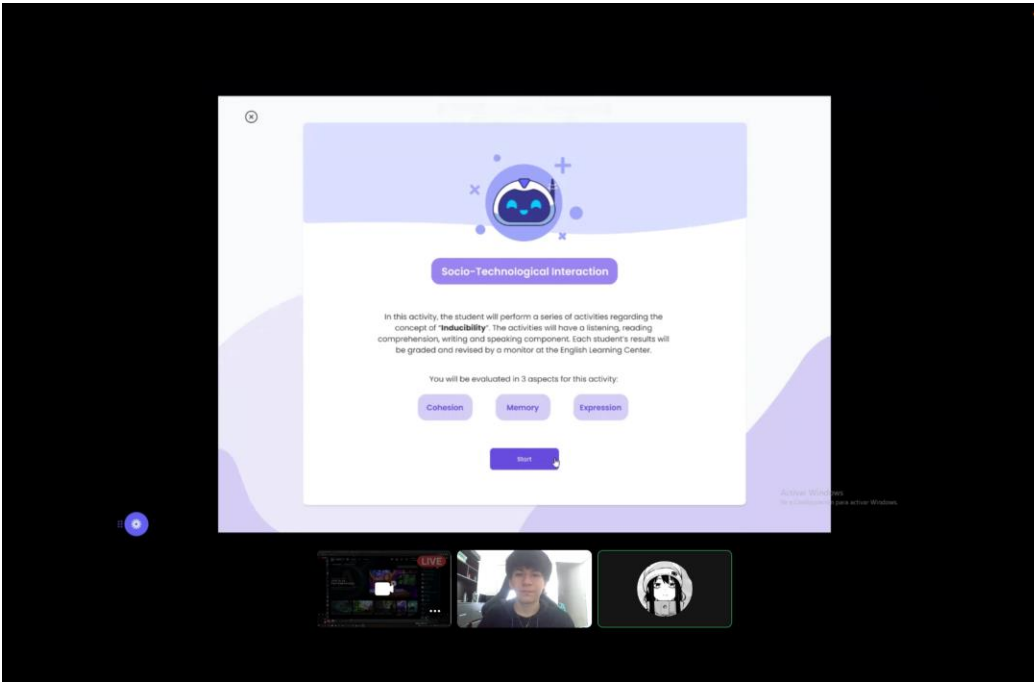 Socio-Technological Interaction
In this activity, the student will perform a series of activities regarding the
concept of "Inducibility". The activities will have a listening, reading
comprehension, writing and speaking component. Each student's results will
be graded and revised by a monitor at the English Learning Center.
You will be evaluated in 3 aspects for this activity:
Cohesion Memory Expression
Start
Activar Windows
para activar Windows.
LIVE